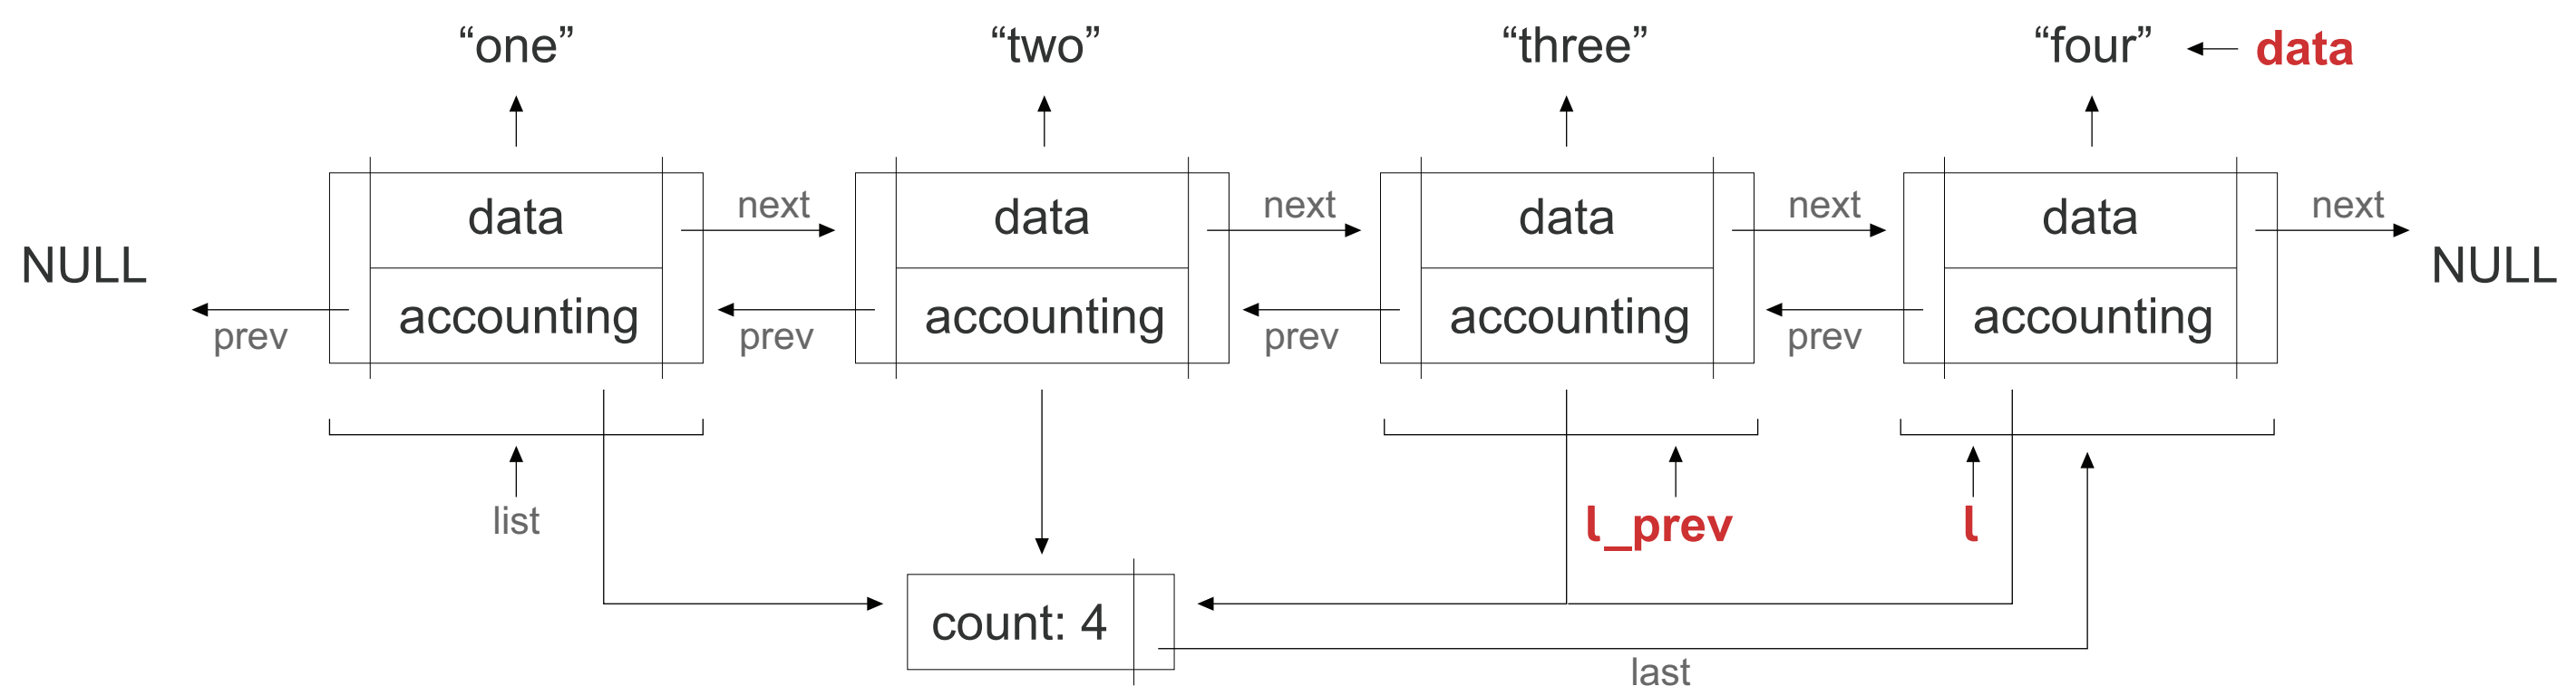 “one”
“two”
“three”
“four”
data
data
next
data
next
data
next
data
next
NULL
NULL
accounting
accounting
accounting
accounting
prev
prev
prev
prev
list
l_prev
l
count: 4
last